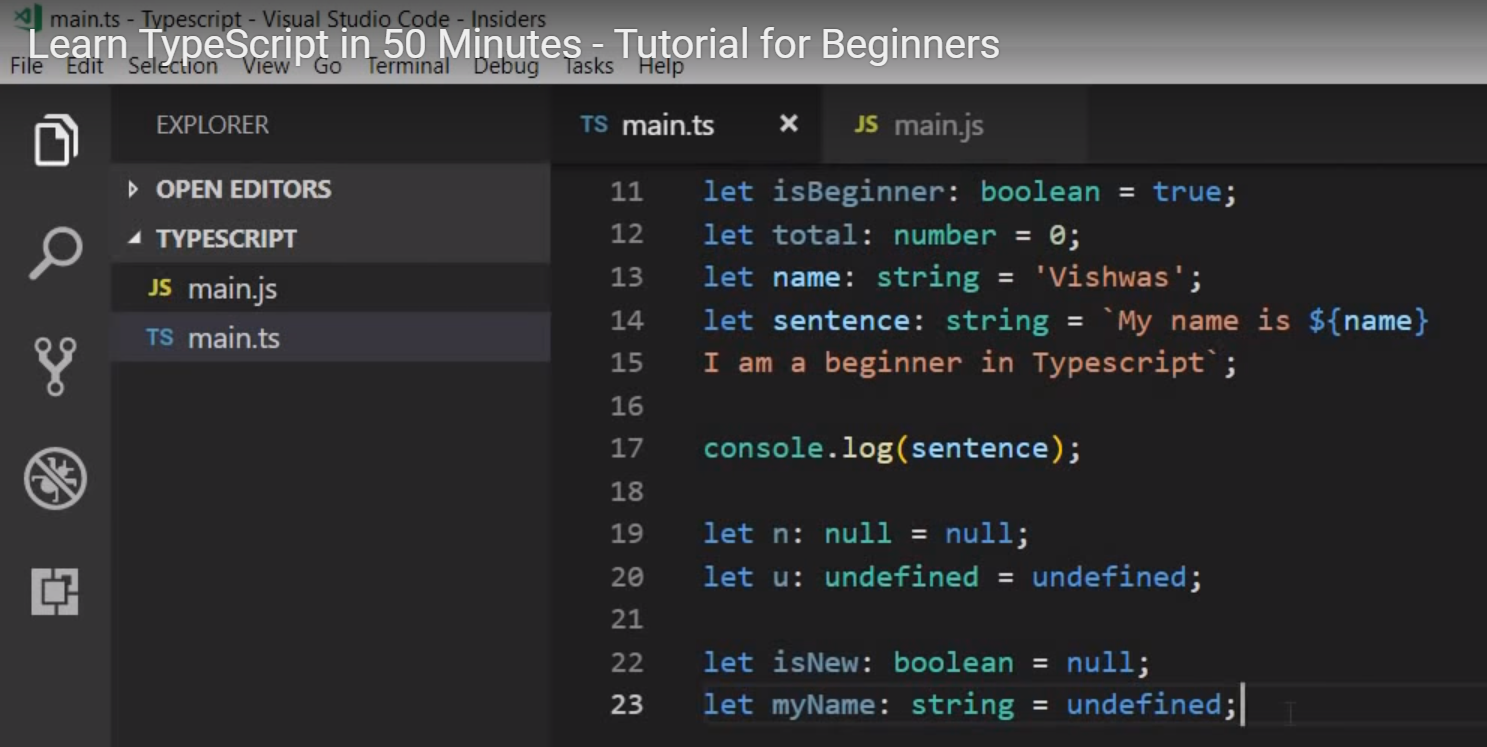 main.ts - Typescript - Visual Studio Code - Insiders
Learn TypeScript in 50 Minutes - Tutorial for Beginners
File Edit Selection View Go Terminal Debug Tasks Help
EXPLORER
OPEN EDITORS
TYPESCRIPT
JS main.js
TS main.ts
TS main.ts ×
JS main.js
11 let isBeginner: boolean = true;
12 let total: number = 0;
13 let name: string = 'Vishwas';
14 let sentence: string = `My name is ${name}
15 I am a beginner in Typescript`;
16
17 console.log(sentence);
18
19 let n: null = null;
20 let u: undefined = undefined;
21
22 let isNew: boolean = null;
23 let myName: string = undefined;